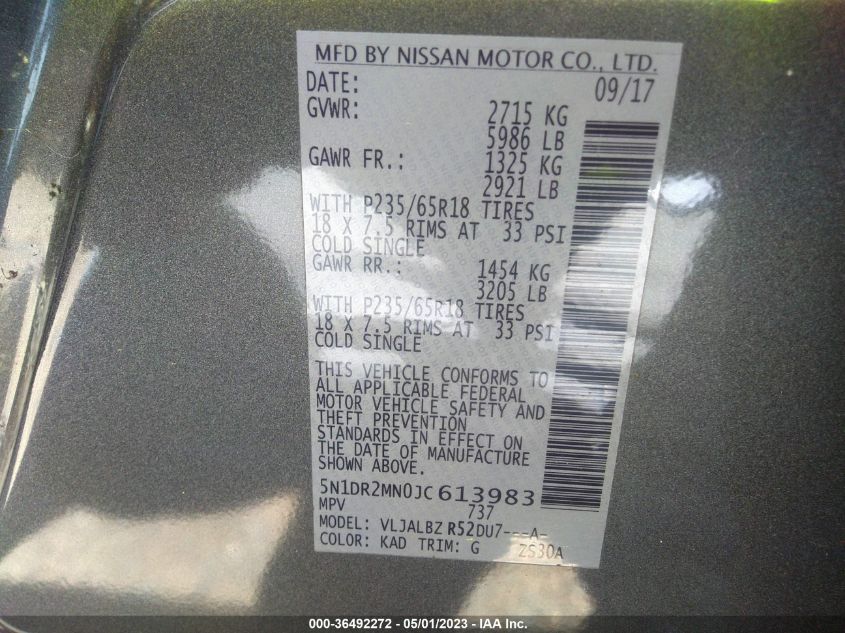 MFD BY NISSAN MOTOR CO., LTD.
DATE: 09/17
GVWR: 2715 KG
5986 LB
GAWR FR.: 1325 KG
2921 LB
WITH P235/65R18 TIRES
18 X 7.5 RIMS AT 33 PSI
COLD SINGLE
GAWR RR.: 1454 KG
3205 LB
WITH P235/65R18 TIRES
18 X 7.5 RIMS AT 33 PSI
COLD SINGLE
THIS VEHICLE CONFORMS TO
ALL APPLICABLE FEDERAL
MOTOR VEHICLE SAFETY AND
THEFT PREVENTION
STANDARDS IN EFFECT ON
THE DATE OF MANUFACTURE
SHOWN ABOVE.
5N1DR2MN0JC613983
MPV 737
MODEL: VLJALBZ R52DU7---A-
COLOR: KAD TRIM: G ZS30A
000-36492272 - 05/01/2023 - IAA Inc.